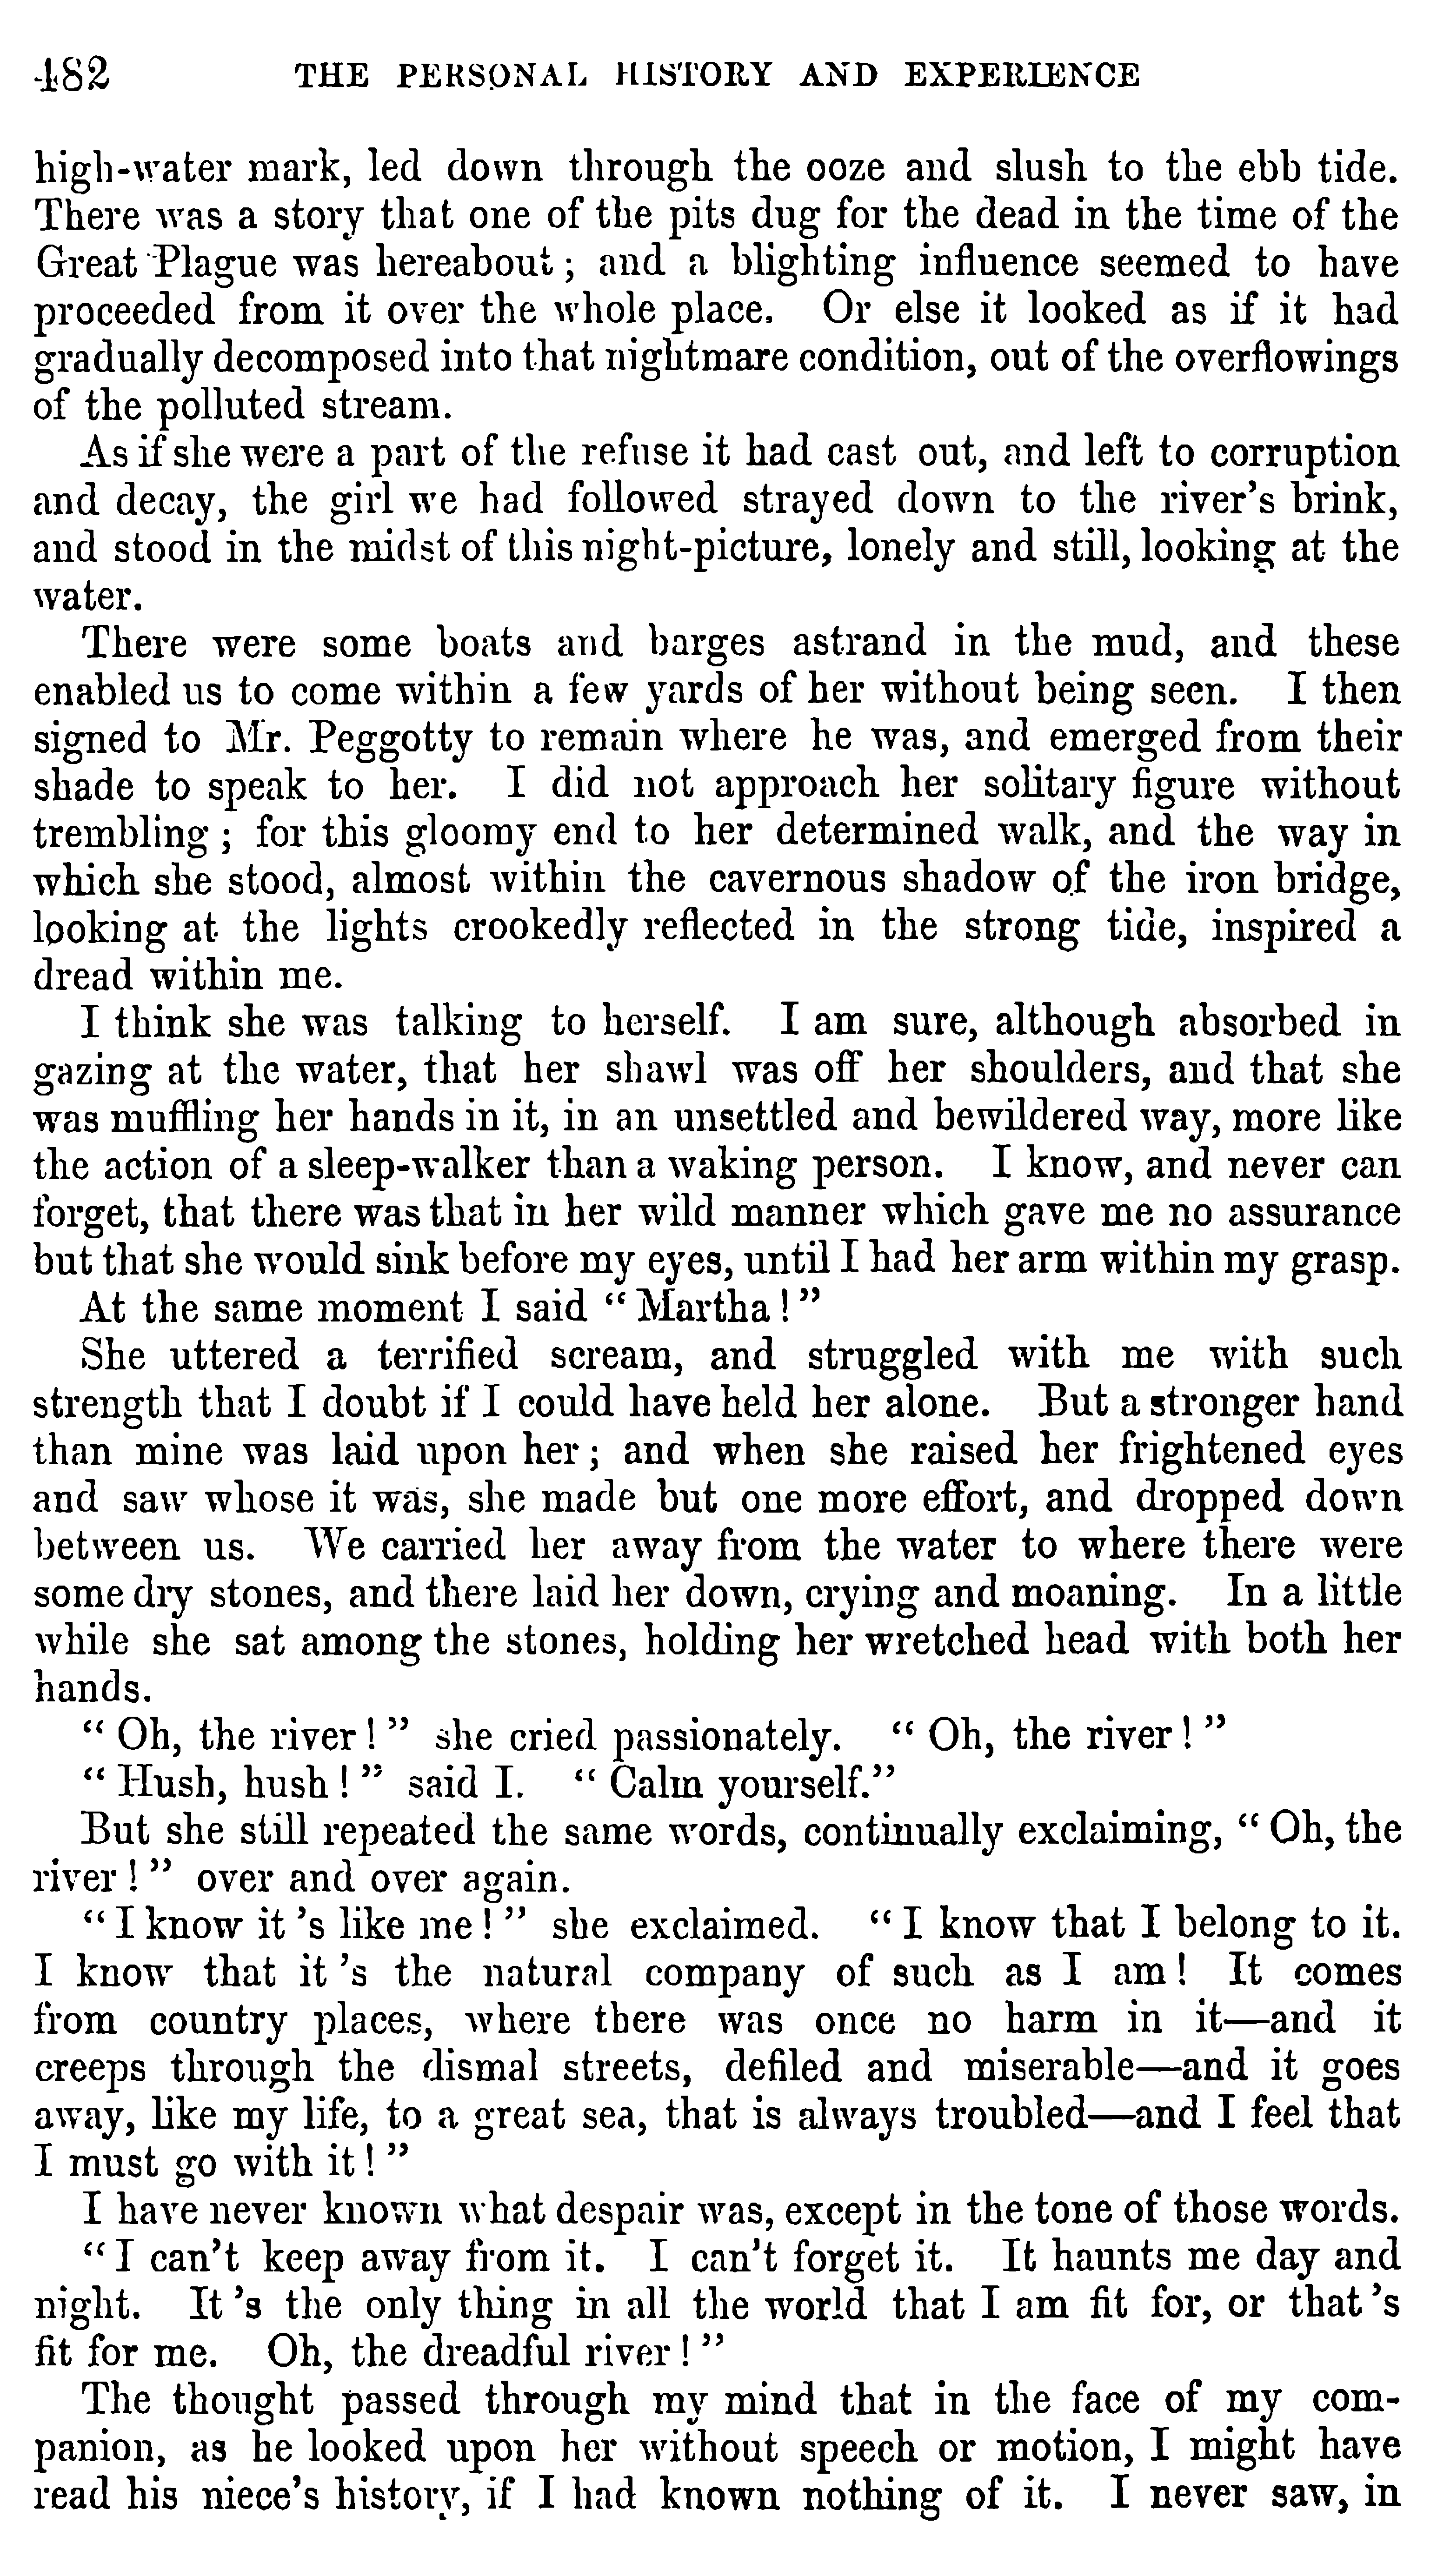 482 THE PERSONAL HISTORY AND EXPERIENCE
high-water mark, led down through the ooze and slush to the ebb tide.
There was a story that one of the pits dug for the dead in the time of the
Great Plague was hereabout; and a blighting influence seemed to have
proceeded from it over the whole place. Or else it looked as if it had
gradually decomposed into that nightmare condition, out of the overflowings
of the polluted stream.
As if she were a part of the refuse it had cast out, and left to corruption
and decay, the girl we had followed strayed down to the river's brink,
and stood in the midst of this night-picture, lonely and still, looking at the
water.
There were some boats and barges astrand in the mud, and these
enabled us to come within a few yards of her without being seen. I then
signed to Mr. Peggotty to remain where he was, and emerged from their
shade to speak to her. I did not approach her solitary figure without
trembling; for this gloomy end to her determined walk, and the way in
which she stood, almost within the cavernous shadow of the iron bridge,
looking at the lights crookedly reflected in the strong tide, inspired a
dread within me.
I think she was talking to herself. I am sure, although absorbed in
gazing at the water, that her shawl was off her shoulders, and that she
was muffling her hands in it, in an unsettled and bewildered way, more like
the action of a sleep-walker than a waking person. I know, and never can
forget, that there was that in her wild manner which gave me no assurance
but that she would sink before my eyes, until I had her arm within my grasp.
At the same moment I said "Martha!"
She uttered a terrified scream, and struggled with me with such
strength that I doubt if I could have held her alone. But a stronger hand
than mine was laid upon her; and when she raised her frightened eyes
and saw whose it was, she made but one more effort, and dropped down
between us. We carried her away from the water to where there were
some dry stones, and there laid her down, crying and moaning. In a little
while she sat among the stones, holding her wretched head with both her
hands.
"Oh, the river!" she cried passionately. "Oh, the river!"
"Hush, hush!" said I. "Calm yourself."
But she still repeated the same words, continually exclaiming, "Oh, the
river!" over and over again.
"I know it 's like me!" she exclaimed. "I know that I belong to it.
I know that it 's the natural company of such as I am! It comes
from country places, where there was once no harm in it—and it
creeps through the dismal streets, defiled and miserable—and it goes
away, like my life, to a great sea, that is always troubled—and I feel that
I must go with it!"
I have never known what despair was, except in the tone of those words.
"I can't keep away from it. I can't forget it. It haunts me day and
night. It 's the only thing in all the world that I am fit for, or that 's
fit for me. Oh, the dreadful river!"
The thought passed through my mind that in the face of my com-
panion, as he looked upon her without speech or motion, I might have
read his niece's history, if I had known nothing of it. I never saw, in